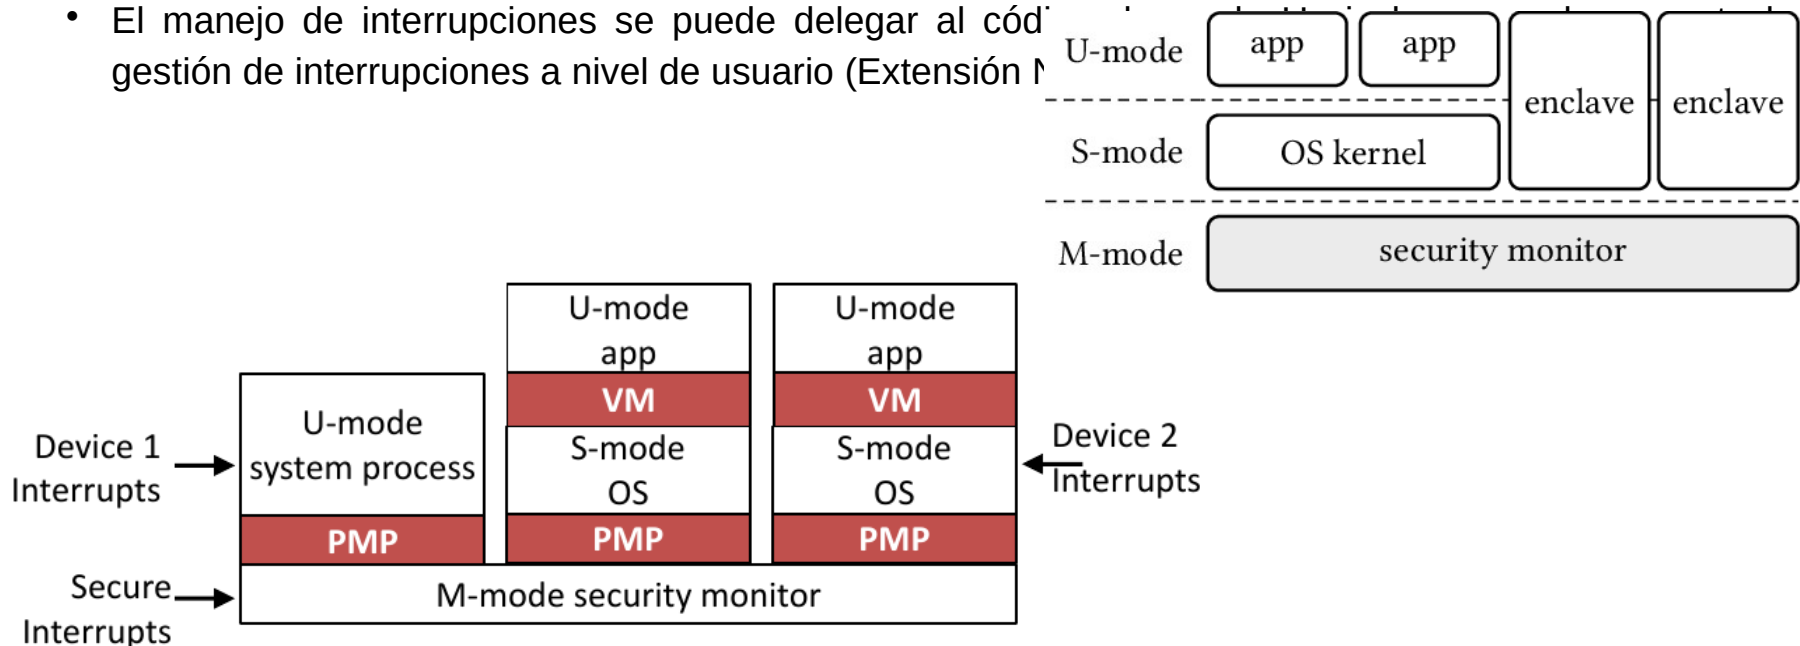 • El manejo de interrupciones se puede delegar al
gestión de interrupciones a nivel de usuario (Extensión
U-mode
app
app
enclave
enclave
S-mode
OS kernel
M-mode
security monitor
U-mode
app
VM
S-mode
OS
PMP
U-mode
app
VM
S-mode
OS
PMP
U-mode
system process
PMP
Device 1
Interrupts
Device 2
Interrupts
Secure
Interrupts
M-mode security monitor